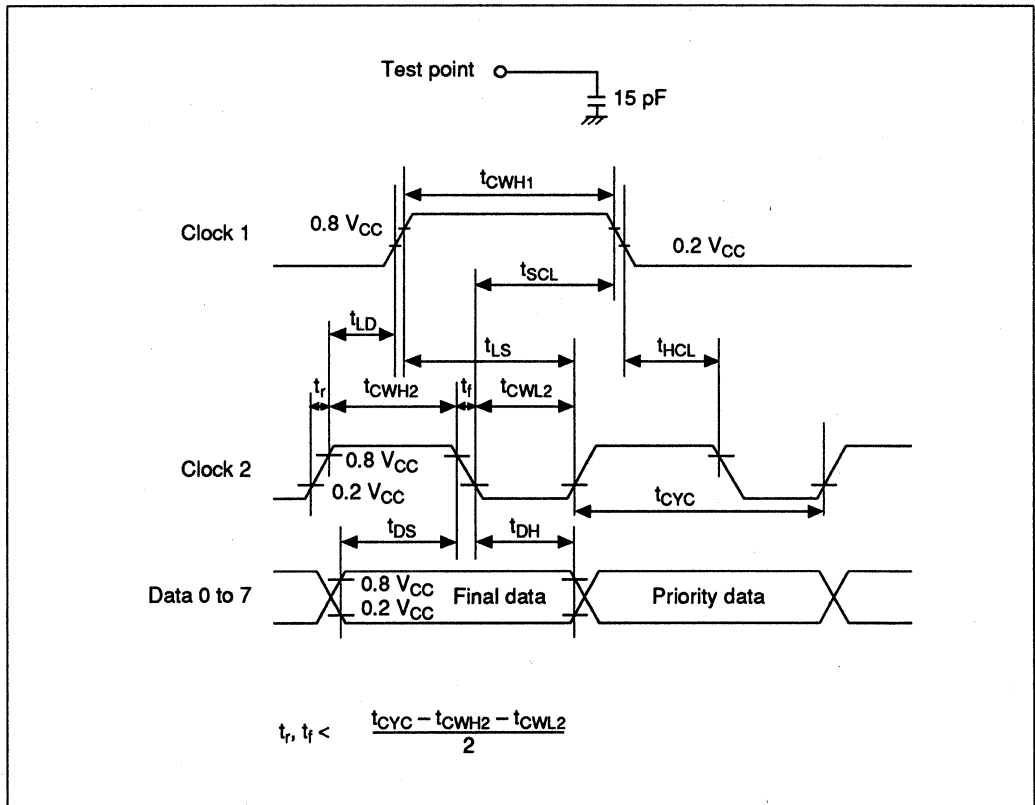 Test point
15 pF
tCWH1
Clock 1
0.8 VCC
0.2 VCC
tSCL
tLD
tLS
tHCL
tr
tCWH2
tf
tCWL2
Clock 2
0.8 VCC
0.2 VCC
tCYC
tDS
tDH
Data 0 to 7
0.8 VCC
0.2 VCC
Final data
Priority data
tr, tf < tCYC – tCWH2 – tCWL2
2